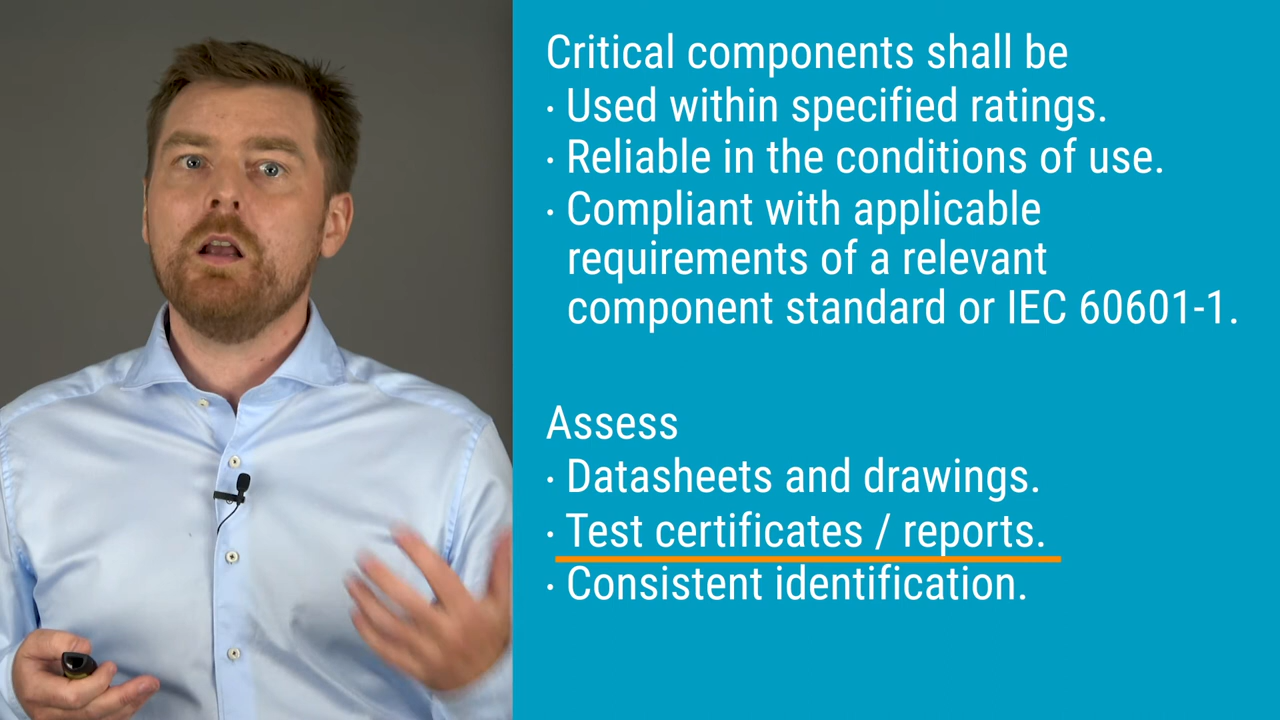 Critical components shall be
· Used within specified ratings.
· Reliable in the conditions of use.
· Compliant with applicable
requirements of a relevant
component standard or IEC 60601-1.
Assess
· Datasheets and drawings.
· Test certificates / reports.
· Consistent identification.